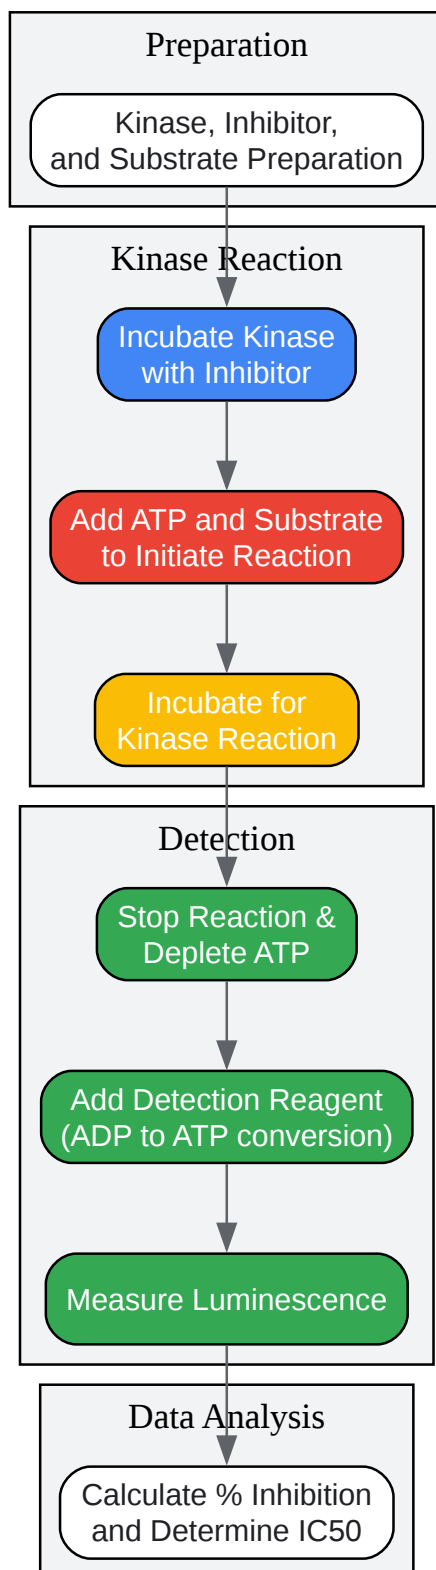 Preparation
Kinase, Inhibitor,
and Substrate Preparation
Kinase Reaction
Incubate Kinase
with Inhibitor
Add ATP and Substrate
to Initiate Reaction
Incubate for
Kinase Reaction
Detection
Stop Reaction &
Deplete ATP
Add Detection Reagent
(ADP to ATP conversion)
Measure Luminescence
Data Analysis
Calculate % Inhibition
and Determine IC50